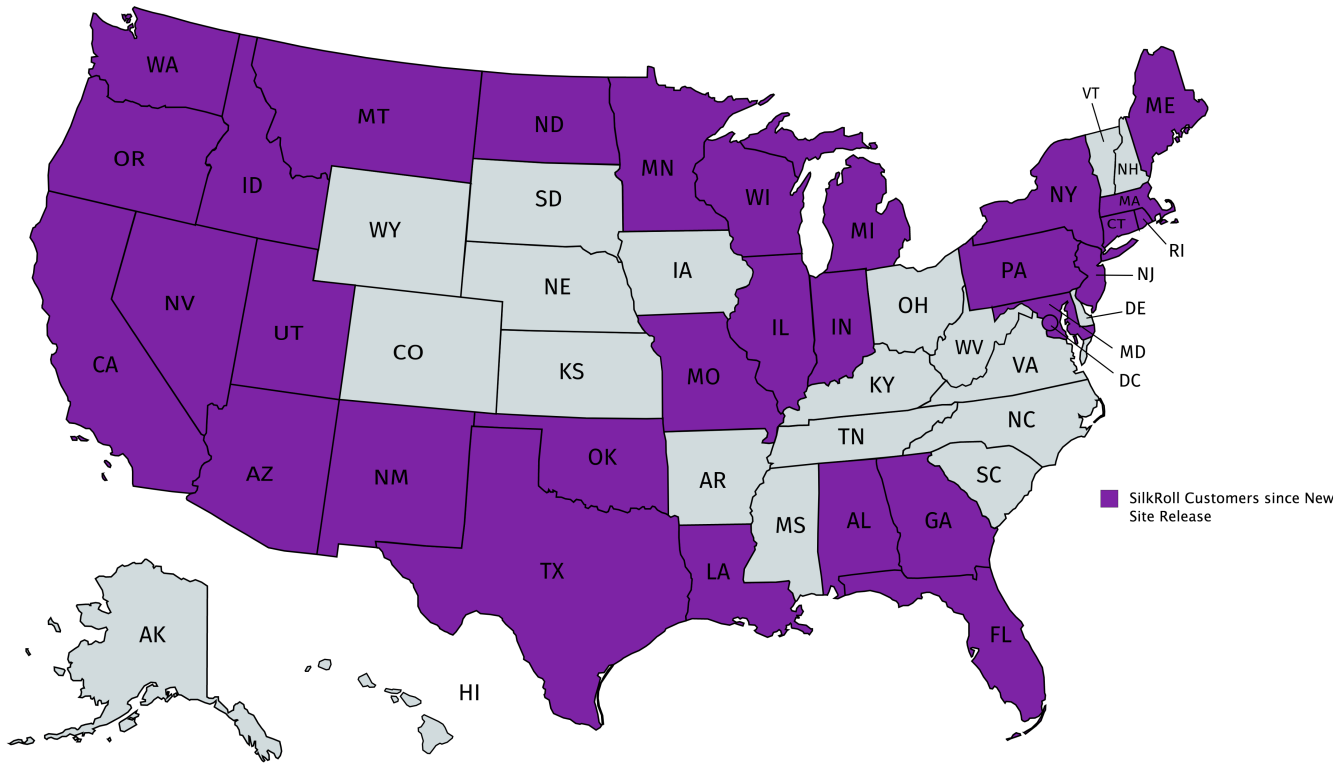 WA
MT
ND
MN
VT
ME
OR
ID
SD
WI
NH
NY
MA
WY
MI
CT
RI
IA
PA
NJ
NV
NE
OH
DE
UT
IL
IN
CA
CO
WV
MD
KS
MO
KY
VA
DC
TN
NC
AZ
NM
OK
AR
SC
SilkRoll Customers since New
Site Release
MS
AL
GA
TX
LA
AK
FL
HI